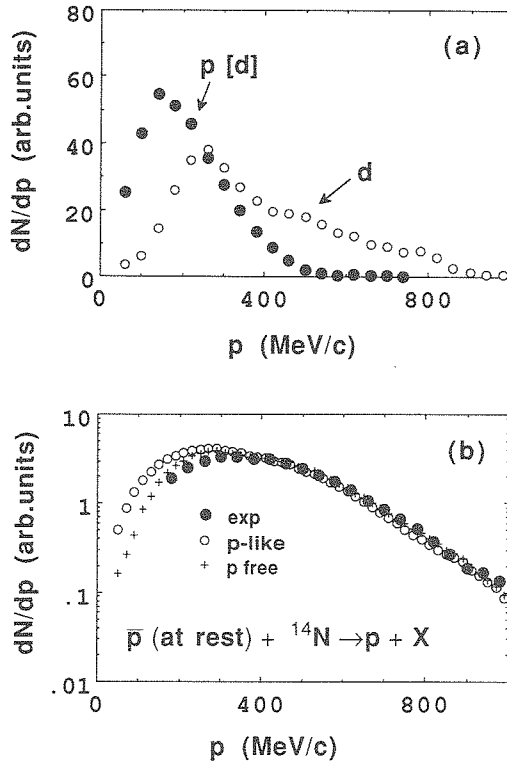 (a)
p [d]
d
dN/dp (arb.units)
80
60
40
20
0
0
400
800
p (MeV/c)
(b)
dN/dp (arb.units)
10
1
.1
.01
exp
p-like
p free
p̅ (at rest) + ¹⁴N → p + X
0
400
800
p (MeV/c)